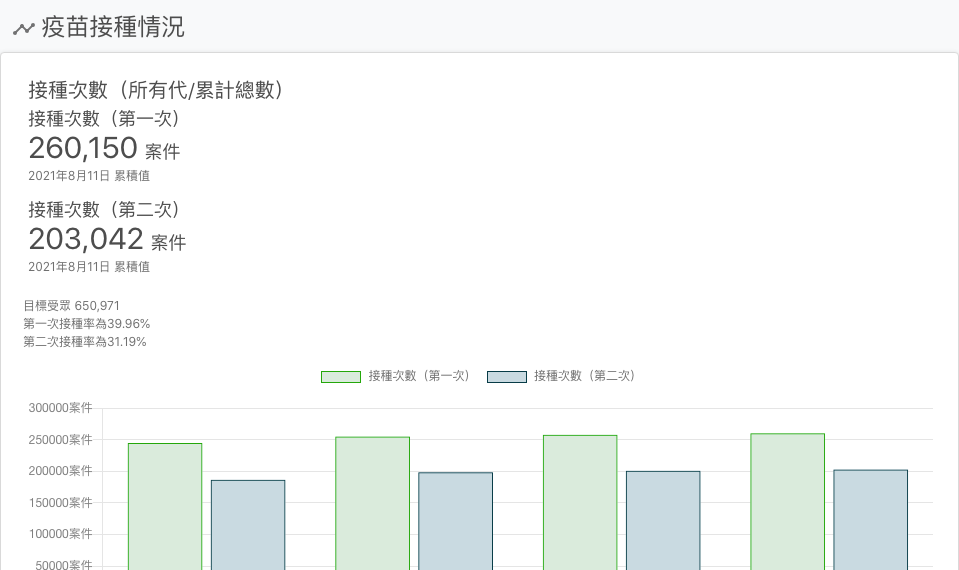 疫苗接種情況
接種次數（所有代/累計總數）
接種次數（第一次）
260,150 案件
2021年8月11日 累積值
接種次數（第二次）
203,042 案件
2021年8月11日 累積值
目標受眾 650,971
第一次接種率為39.96%
第二次接種率為31.19%
接種次數（第一次） 接種次數（第二次）
300000案件
250000案件
200000案件
150000案件
100000案件
50000案件